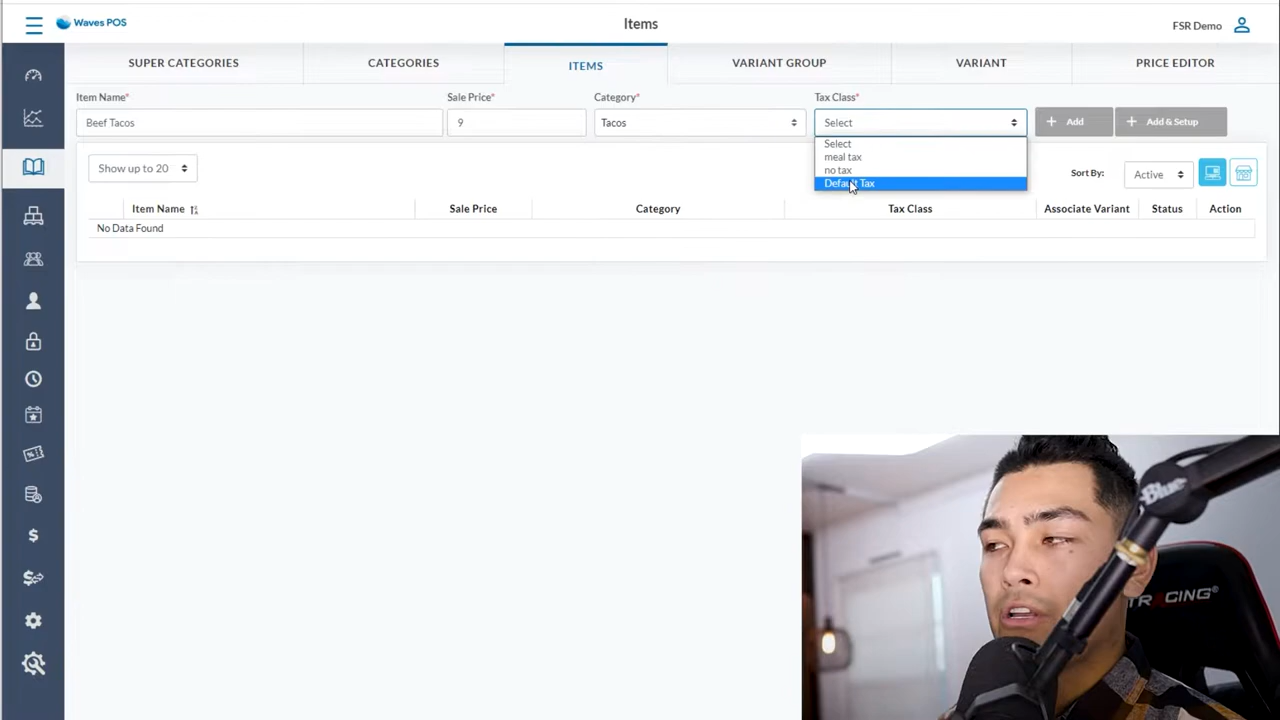 Waves POS
Items
FSR Demo
SUPER CATEGORIES
CATEGORIES
ITEMS
VARIANT GROUP
VARIANT
PRICE EDITOR
Item Name*
Sale Price*
Category*
Tax Class*
Beef Tacos
9
Tacos
Select
+ Add
+ Add & Setup
Select
meal tax
no tax
Default Tax
Show up to 20
Sort By:
Active
Item Name
Sale Price
Category
Tax Class
Associate Variant
Status
Action
No Data Found
Blue
RACING